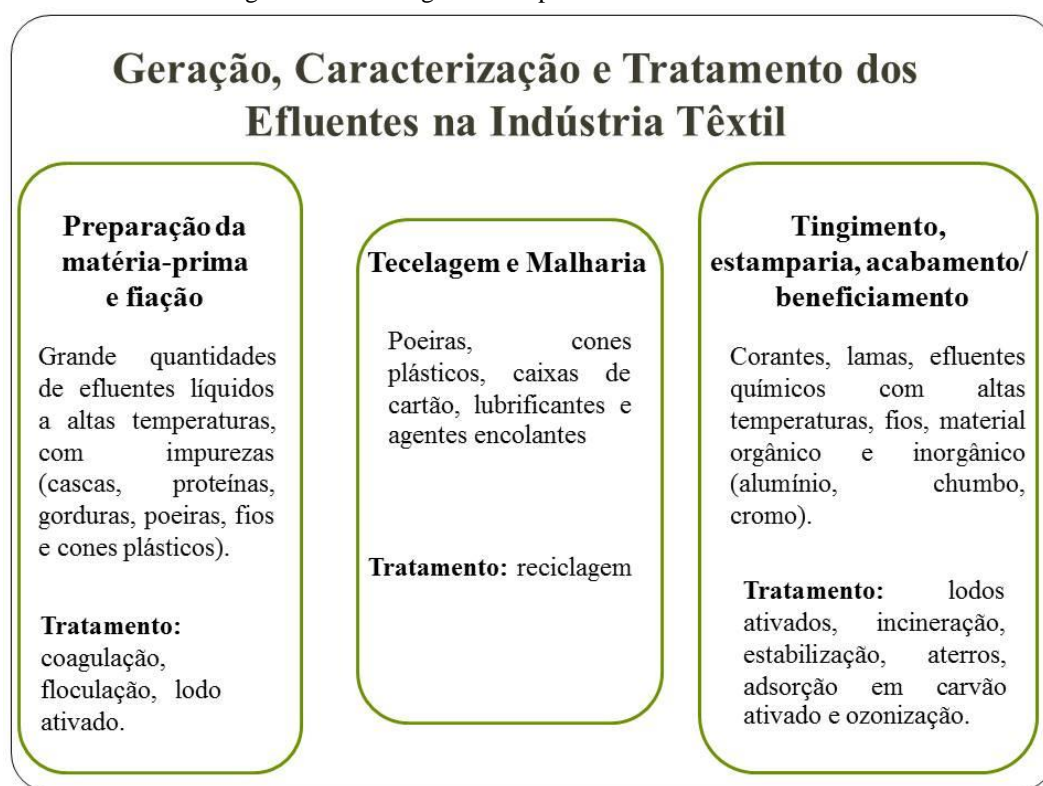 Geração, Caracterização e Tratamento dos
Efluentes na Indústria Têxtil
Preparação da
matéria-prima
e fiação
Grande quantidades
de efluentes líquidos
a altas temperaturas,
com impurezas
(cascas, proteínas,
gorduras, poeiras, fios
e cones plásticos).
Tratamento:
coagulação,
floculação, lodo
ativado.
Tecelagem e Malharia
Poeiras, cones
plásticos, caixas de
cartão, lubrificantes e
agentes encolantes
Tratamento: reciclagem
Tingimento,
estamparia, acabamento/
beneficiamento
Corantes, lamas, efluentes
químicos com altas
temperaturas, fios, material
orgânico e inorgânico
(alumínio, chumbo,
cromo).
Tratamento: lodos
ativados, incineração,
estabilização, aterros,
adsorção em carvão
ativado e ozonização.